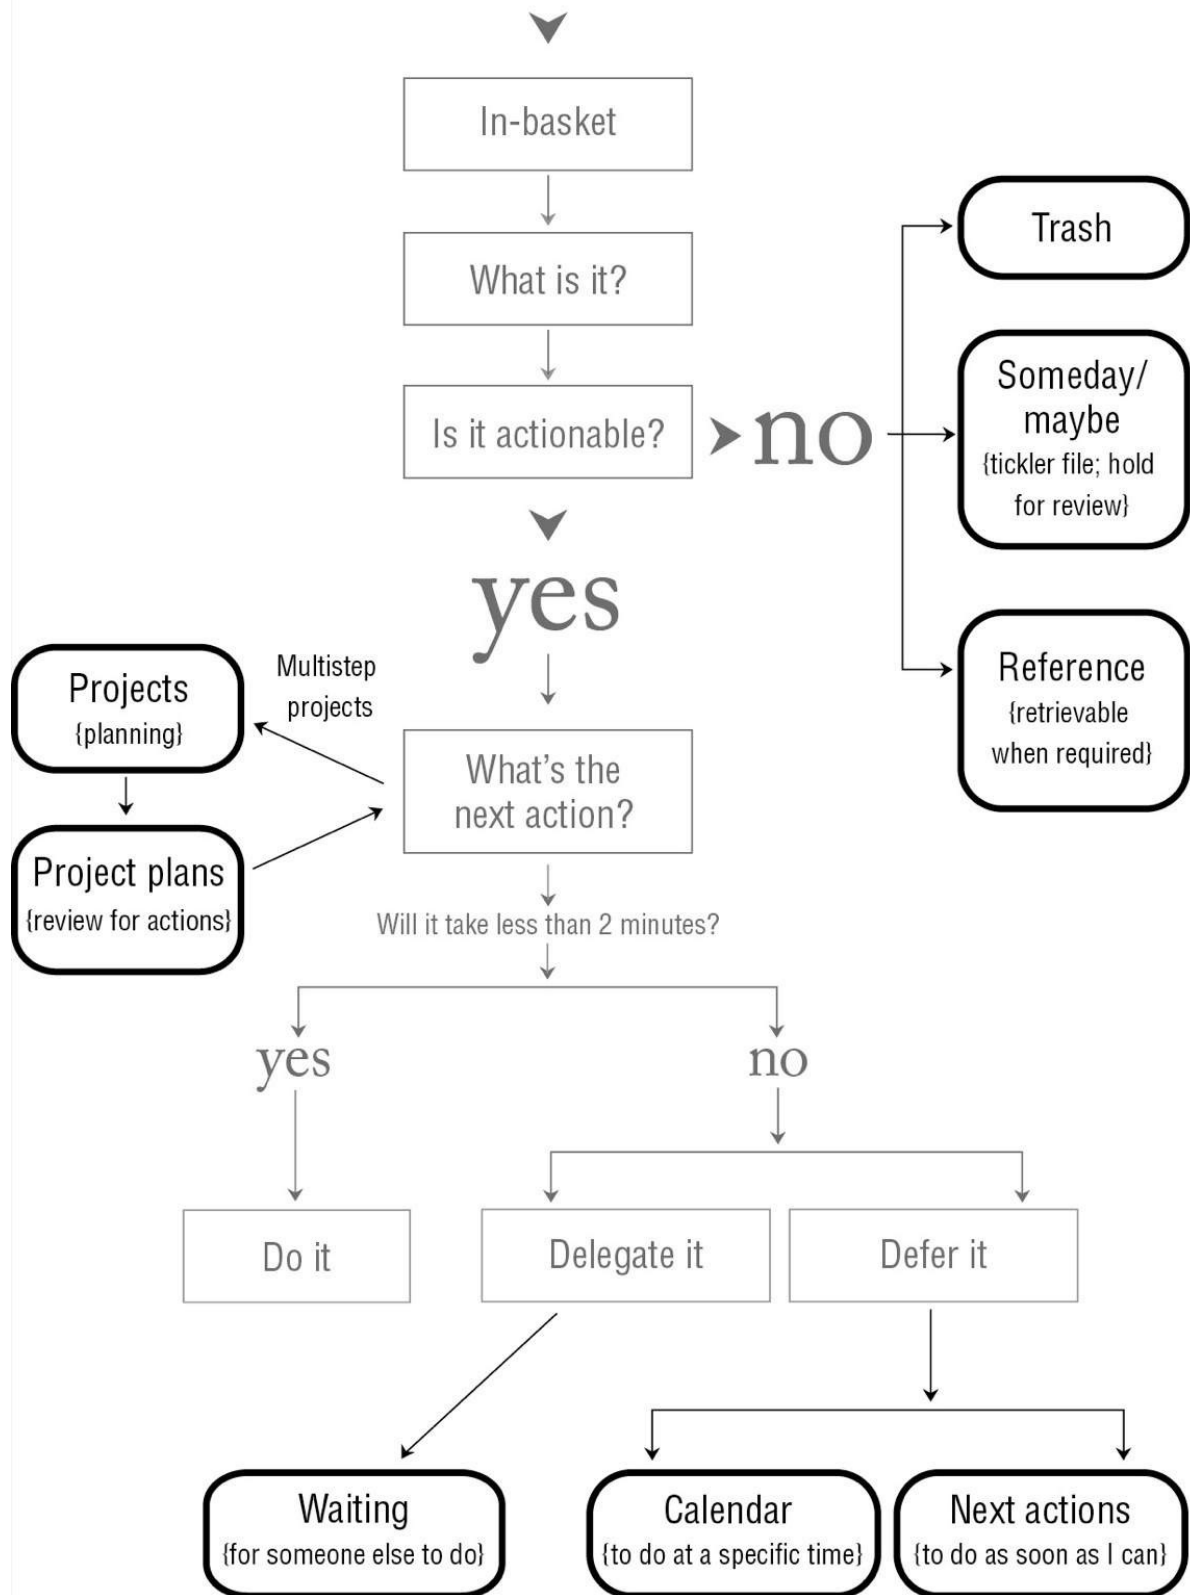 In-basket
What is it?
Is it actionable?
no
Trash
Someday/
maybe
{tickler file; hold
for review}
Reference
{retrievable
when required}
yes
Multistep
projects
Projects
{planning}
Project plans
{review for actions}
What's the
next action?
Will it take less than 2 minutes?
yes
no
Do it
Delegate it
Defer it
Waiting
{for someone else to do}
Calendar
{to do at a specific time}
Next actions
{to do as soon as I can}